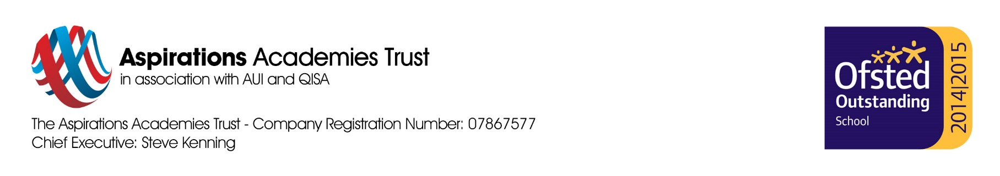 Aspirations Academies Trust
in association with AUI and QISA
The Aspirations Academies Trust - Company Registration Number: 07867577
Chief Executive: Steve Kenning
Ofsted
Outstanding
School
2014|2015